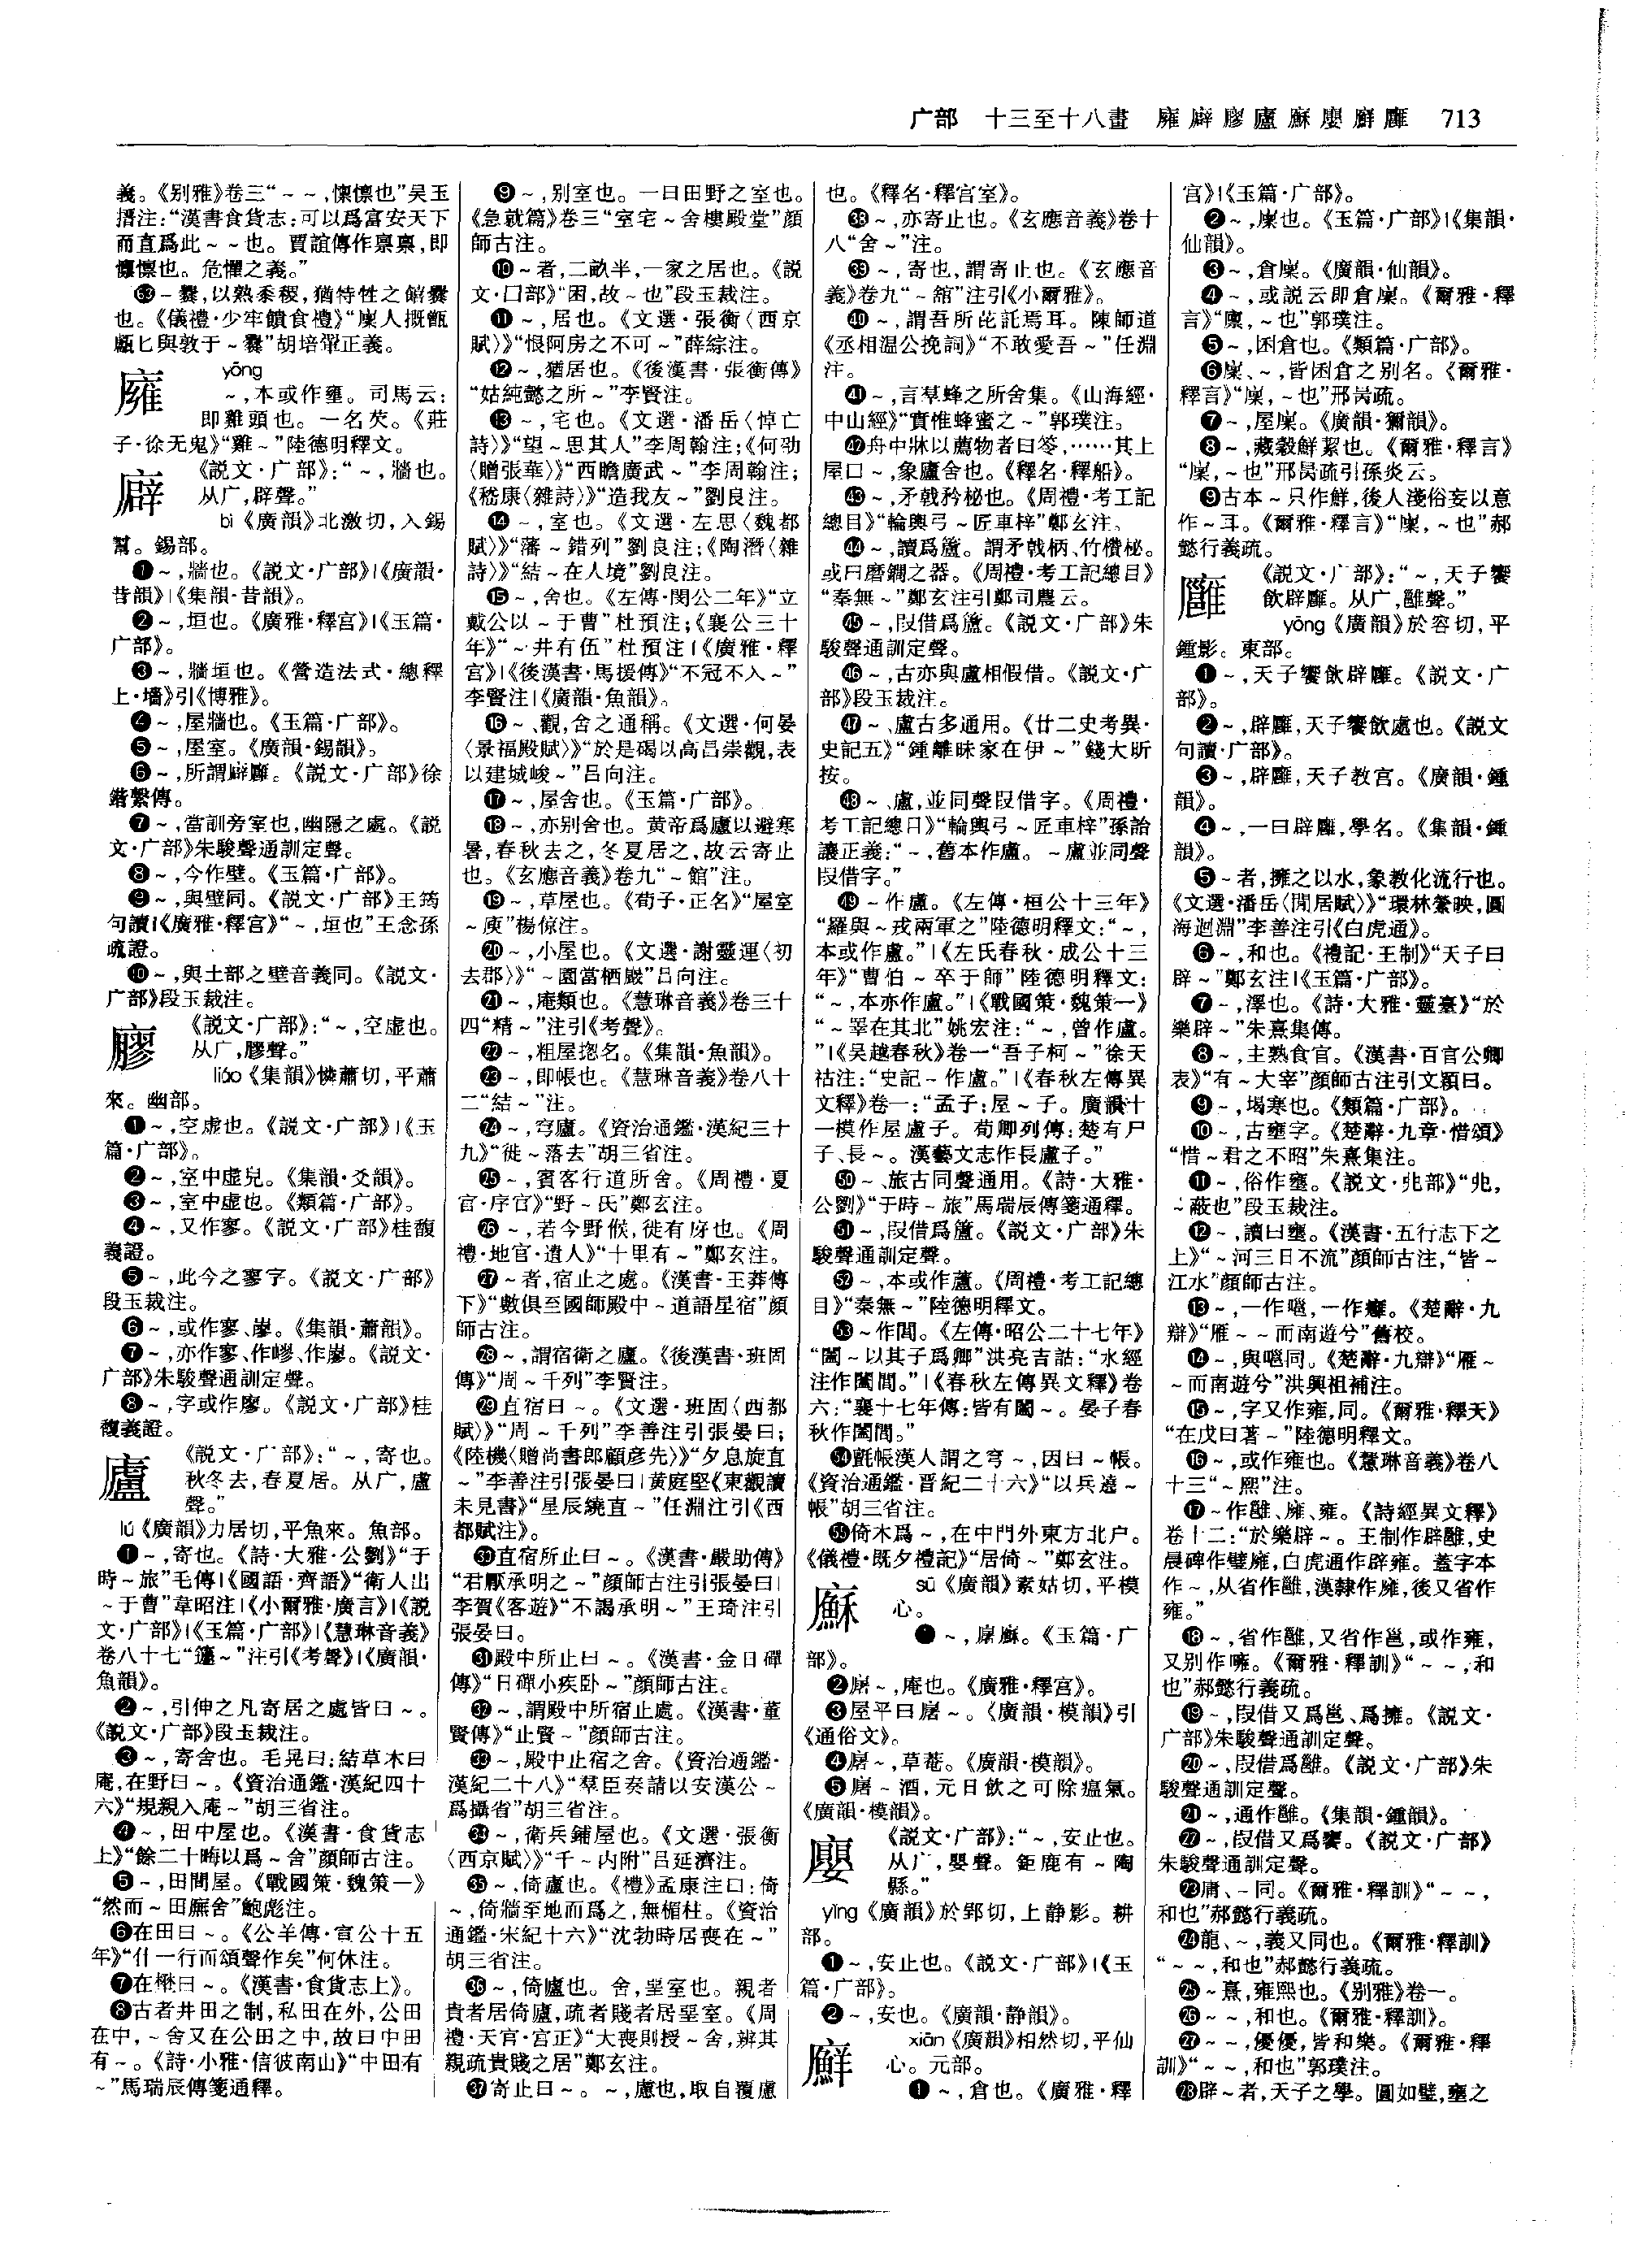 广部　十三至十八畫　廱廦廫廬廯廮廯廱　713
義。《别雅》卷三“～～,懍懍也”吴玉
搢注:“漢書食貨志:可以爲富安天下
而直爲此～～也。賈誼傳作稟稟,即
懍懍也。危懼之義。”
㊿～爨,以熟黍稷,猶特性之饎爨
也。《儀禮·少牢饋食禮》“廩人摡甑
甗匕與敦于～爨”胡培翬正義。
yōng
～,本或作壅。司馬云:
即雞頭也。一名芡。《莊
子·徐无鬼》“雞～”陸德明釋文。
廦
《説文·广部》:“～,牆也。
从广,辟聲。”
bì《廣韻》北激切,入錫
幫。錫部。
❶～,牆也。《説文·广部》|《廣韻·
昔韻》|《集韻·昔韻》。
❷～,垣也。《廣雅·釋宫》|《玉篇·
广部》。
❸～,牆垣也。《營造法式·總釋
上·墻》引《博雅》。
❹～,屋牆也。《玉篇·广部》。
❺～,屋室。《廣韻·錫韻》。
❻～,所謂廦廱。《説文·广部》徐
鍇繫傳。
❼～,當訓旁室也,幽隱之處。《説
文·广部》朱駿聲通訓定聲。
❽～,今作壁。《玉篇·广部》。
❾～,與壁同。《説文·广部》王筠
句讀|《廣雅·釋宫》“～,垣也”王念孫
疏證。
❿～,與土部之壁音義同。《説文·
广部》段玉裁注。
廫
《説文·广部》:“～,空虚也。
从广,膠聲。”
liáo《集韻》憐蕭切,平蕭
來。幽部。
❶～,空虚也。《説文·广部》|《玉
篇·广部》。
❷～,室中虚皃。《集韻·爻韻》。
❸～,室中虚也。《類篇·广部》。
❹～,又作寥。《説文·广部》桂馥
義證。
❺～,此今之寥字。《説文·广部》
段玉裁注。
❻～,或作寥、廖。《集韻·蕭韻》。
❼～,亦作寥、作嵺、作廖。《説文·
广部》朱駿聲通訓定聲。
❽～,字或作廖。《説文·广部》桂
馥義證。
廬
《説文·广部》:“～,寄也。
秋冬去,春夏居。从广,盧
聲。”
lú《廣韻》力居切,平魚來。魚部。
❶～,寄也。《詩·大雅·公劉》“于
時～旅”毛傳|《國語·齊語》“衛人出
～于曹”韋昭注|《小爾雅·廣言》|《説
文·广部》|《玉篇·广部》|《慧琳音義》
卷八十七“蘧～”注引《考聲》|《廣韻·
魚韻》。
❷～,引伸之凡寄居之處皆曰～。
《説文·广部》段玉裁注。
❸～,寄舍也。毛晃曰:結草木曰
庵,在野曰～。《資治通鑑·漢紀四十
六》“規親入庵～”胡三省注。
❹～,田中屋也。《漢書·食貨志
上》“餘二十畮以爲～舍”顔師古注。
❺～,田間屋。《戰國策·魏策一》
“然而～田廡舍”鮑彪注。
❻在田曰～。《公羊傳·宣公十五
年》“什一行而頌聲作矣”何休注。
❼在壄曰～。《漢書·食貨志上》。
❽古者井田之制,私田在外,公田
在中,～舍又在公田之中,故曰中田
有～。《詩·小雅·信彼南山》“中田有
～”馬瑞辰傳箋通釋。
❾～,别室也。一曰田野之室也。
《急就篇》卷三“室宅～舍樓殿堂”顔
師古注。
❿～者,二畝半,一家之居也。《説
文·囗部》“囷,故～也”段玉裁注。
⓫～,居也。《文選·張衡〈西京
賦〉》“恨阿房之不可～”薛綜注。
⓬～,猶居也。《後漢書·張衡傳》
“姑純懿之所～”李賢注。
⓭～,宅也。《文選·潘岳〈悼亡
詩〉》“望～思其人”李周翰注;《何劭
〈贈張華〉》“西瞻廣武～”李周翰注;
《嵇康〈雜詩〉》“造我友～”劉良注。
⓮～,室也。《文選·左思〈魏都
賦〉》“藩～錯列”劉良注;《陶潛〈雜
詩〉》“結～在人境”劉良注。
⓯～,舍也。《左傳·閔公二年》“立
戴公以～于曹”杜預注;《襄公三十
年》“～井有伍”杜預注|《廣雅·釋
宫》|《後漢書·馬援傳》“不冠不入～”
李賢注|《廣韻·魚韻》。
⓰～、觀,舍之通稱。《文選·何晏
〈景福殿賦〉》“於是碣以高昌崇觀,表
以建城峻～”吕向注。
⓱～,屋舍也。《玉篇·广部》。
⓲～,亦别舍也。黄帝爲廬以避寒
暑,春秋去之,冬夏居之,故云寄止
也。《玄應音義》卷九“～館”注。
⓳～,草屋也。《荀子·正名》“屋室
～庾”楊倞注。
⓴～,小屋也。《文選·謝靈運〈初
去郡〉》“～園當栖巖”吕向注。
㉑～,庵類也。《慧琳音義》卷三十
四“精～”注引《考聲》。
㉒～,粗屋揔名。《集韻·魚韻》。
㉓～,即帳也。《慧琳音義》卷八十
二“結～”注。
㉔～,穹廬。《資治通鑑·漢紀三十
九》“徙～落去”胡三省注。
㉕～,賓客行道所舍。《周禮·夏
官·序官》“野～氏”鄭玄注。
㉖～,若今野候,徙有庌也。《周
禮·地官·遺人》“十里有～”鄭玄注。
㉗～者,宿止之處。《漢書·王莽傳
下》“數俱至國師殿中～道語星宿”顔
師古注。
㉘～,謂宿衛之廬。《後漢書·班固
傳》“周～千列”李賢注。
㉙直宿曰～。《文選·班固〈西都
賦〉》“周～千列”李善注引張晏曰;
《陸機〈贈尚書郎顧彦先〉》“夕息旋直
～”李善注引張晏曰|黄庭堅《東觀讀
未見書》“星辰繞直～”任淵注引《西
都賦注》。
㉚直宿所止曰～。《漢書·嚴助傳》
“君厭承明之～”顔師古注引張晏曰|
李賀《客遊》“不謁承明～”王琦注引
張晏曰。
㉛殿中所止曰～。《漢書·金日磾
傳》“日磾小疾卧～”顔師古注。
㉜～,謂殿中所宿止處。《漢書·董
賢傳》“止賢～”顔師古注。
㉝～,殿中止宿之舍。《資治通鑑·
漢紀二十八》“羣臣奏請以安漢公～
爲攝省”胡三省注。
㉞～,衛兵鋪屋也。《文選·張衡
〈西京賦〉》“千～内附”吕延濟注。
㉟～,倚廬也。《禮》孟康注曰:倚
～,倚牆至地而爲之,無楣柱。《資治
通鑑·宋紀十六》“沈勃時居喪在～”
胡三省注。
㊱～,倚廬也。舍,堊室也。親者
貴者居倚廬,疏者賤者居堊室。《周
禮·天官·宫正》“大喪則授～舍,辨其
親疏貴賤之居”鄭玄注。
㊲寄止曰～。～,慮也,取自覆慮
也。《釋名·釋宫室》。
㊳～,亦寄止也。《玄應音義》卷十
八“舍～”注。
㊴～,寄也,謂寄止也。《玄應音
義》卷九“～館”注引《小爾雅》。
㊵～,謂吾所芘託焉耳。陳師道
《丞相温公挽詞》“不敢愛吾～”任淵
注。
㊶～,言羣蜂之所舍集。《山海經·
中山經》“實惟蜂蜜之～”郭璞注。
㊷舟中牀以薦物者曰笭,……其上
屋曰～,象廬舍也。《釋名·釋船》。
㊸～,矛戟矜柲也。《周禮·考工記
總目》“輪輿弓～匠車梓”鄭玄注。
㊹～,讀爲籚。謂矛戟柄、竹欑柲。
或曰磨鐧之器。《周禮·考工記總目》
“秦無～”鄭玄注引鄭司農云。
㊺～,叚借爲籚。《説文·广部》朱
駿聲通訓定聲。
㊻～,古亦與盧相假借。《説文·广
部》段玉裁注。
㊼～、盧古多通用。《廿二史考異·
史記五》“鍾離昧家在伊～”錢大昕
按。
㊽～、盧,並同聲叚借字。《周禮·
考工記總目》“輪輿弓～匠車梓”孫詒
讓正義:“～,舊本作盧。～盧並同聲
叚借字。”
㊾～作盧。《左傳·桓公十三年》
“羅與～戎兩軍之”陸德明釋文:“～,
本或作盧。”|《左氏春秋·成公十三
年》“曹伯～卒于師”陸德明釋文:
“～,本亦作盧。”|《戰國策·魏策一》
“～睪在其北”姚宏注:“～,曾作盧。
”|《吴越春秋》卷一“吾子柯～”徐天
祜注:“史記～作盧。”|《春秋左傳異
文釋》卷一:“孟子:屋～子。廣韻十
一模作屋盧子。荀卿列傳:楚有尸
子、長～。漢藝文志作長盧子。”
㊿～、旅古同聲通用。《詩·大雅·
公劉》“于時～旅”馬瑞辰傳箋通釋。
～,叚借爲籚。《説文·广部》朱
駿聲通訓定聲。
～,本或作蘆。《周禮·考工記總
目》“秦無～”陸德明釋文。
～作閭。《左傳·昭公二十七年》
“闔～以其子爲卿”洪亮吉詁:“水經
注作闔閭。”|《春秋左傳異文釋》卷
六:“襄十七年傳:皆有闔～。晏子春
秋作闔閭。”
氈帳漢人謂之穹～,因曰～帳。
《資治通鑑·晋紀二十六》“以兵遶～
帳”胡三省注。
倚木爲～,在中門外東方北户。
《儀禮·既夕禮記》“居倚～”鄭玄注。
sū《廣韻》素姑切,平模
心。
❶～,廜𢋲。《玉篇·广
部》。
❷廜～,庵也。《廣雅·釋宫》。
❸屋平曰廜～。《廣韻·模韻》引
《通俗文》。
❹廜～,草菴。《廣韻·模韻》。
❺廜～酒,元日飲之可除瘟氣。
《廣韻·模韻》。
廮
《説文·广部》:“～,安止也。
从广,嬰聲。鉅鹿有～陶
縣。”
yǐng《廣韻》於郢切,上静影。耕
部。
❶～,安止也。《説文·广部》|《玉
篇·广部》。
❷～,安也。《廣韻·静韻》。
廯
xiān《廣韻》相然切,平仙
心。元部。
❶～,倉也。《廣雅·釋
宫》|《玉篇·广部》。
❷～,廩也。《玉篇·广部》|《集韻·
仙韻》。
❸～,倉廩。《廣韻·仙韻》。
❹～,或説云即倉廩。《爾雅·釋
言》“廩,～也”郭璞注。
❺～,囷倉也。《類篇·广部》。
❻廩、～,皆囷倉之别名。《爾雅·
釋言》“廩,～也”邢昺疏。
❼～,屋廩。《廣韻·獮韻》。
❽～,藏穀鮮絜也。《爾雅·釋言》
“廩,～也”邢昺疏引孫炎云。
❾古本～只作鮮,後人淺俗妄以意
作～耳。《爾雅·釋言》“廩,～也”郝
懿行義疏。
廱
《説文·广部》:“～,天子饗
飲辟廱。从广,雝聲。”
yōng《廣韻》於容切,平
鍾影。東部。
❶～,天子饗飲辟廱。《説文·广
部》。
❷～,辟廱,天子饗飲處也。《説文
句讀·广部》。
❸～,辟廱,天子教宫。《廣韻·鍾
韻》。
❹～,一曰辟廱,學名。《集韻·鍾
韻》。
❺～者,擁之以水,象教化流行也。
《文選·潘岳〈閒居賦〉》“環林縈映,圓
海迴淵”李善注引《白虎通》。
❻～,和也。《禮記·王制》“天子曰
辟～”鄭玄注|《玉篇·广部》。
❼～,澤也。《詩·大雅·靈臺》“於
樂辟～”朱熹集傳。
❽～,主熟食官。《漢書·百官公卿
表》“有～大宰”顔師古注引文穎曰。
❾～,堨塞也。《類篇·广部》。
❿～,古壅字。《楚辭·九章·惜頌》
“惜～君之不昭”朱熹集注。
⓫～,俗作壅。《説文·𠑹部》“𠑹,
～蔽也”段玉裁注。
⓬～,讀曰壅。《漢書·五行志下之
上》“～河三日不流”顔師古注,“皆～
江水”顔師古注。
⓭～,一作嗈,一作癰。《楚辭·九
辯》“雁～～而南遊兮”舊校。
⓮～,與嗈同。《楚辭·九辯》“雁～
～而南遊兮”洪興祖補注。
⓯～,字又作雍,同。《爾雅·釋天》
“在戊曰著～”陸德明釋文。
⓰～,或作雍也。《慧琳音義》卷八
十三“～熙”注。
⓱～作雝、廱、雍。《詩經異文釋》
卷十二:“於樂辟～。王制作辟雝,史
晨碑作璧廱,白虎通作辟雍。蓋字本
作～,从省作雝,漢隸作廱,後又省作
雍。”
⓲～,省作雝,又省作邕,或作雍,
又别作噰。《爾雅·釋訓》“～～,和
也”郝懿行義疏。
⓳～,叚借又爲邕、爲擁。《説文·
广部》朱駿聲通訓定聲。
⓴～,叚借爲雝。《説文·广部》朱
駿聲通訓定聲。
㉑～,通作雝。《集韻·鍾韻》。
㉒～,叚借又爲饔。《説文·广部》
朱駿聲通訓定聲。
㉓庸、～同。《爾雅·釋訓》“～～,
和也”郝懿行義疏。
㉔龍、～,義又同也。《爾雅·釋訓》
“～～,和也”郝懿行義疏。
㉕～熹,雍熙也。《别雅》卷一。
㉖～～,和也。《爾雅·釋訓》。
㉗～～,優優,皆和樂。《爾雅·釋
訓》“～～,和也”郭璞注。
㉘辟～者,天子之學。圓如璧,壅之